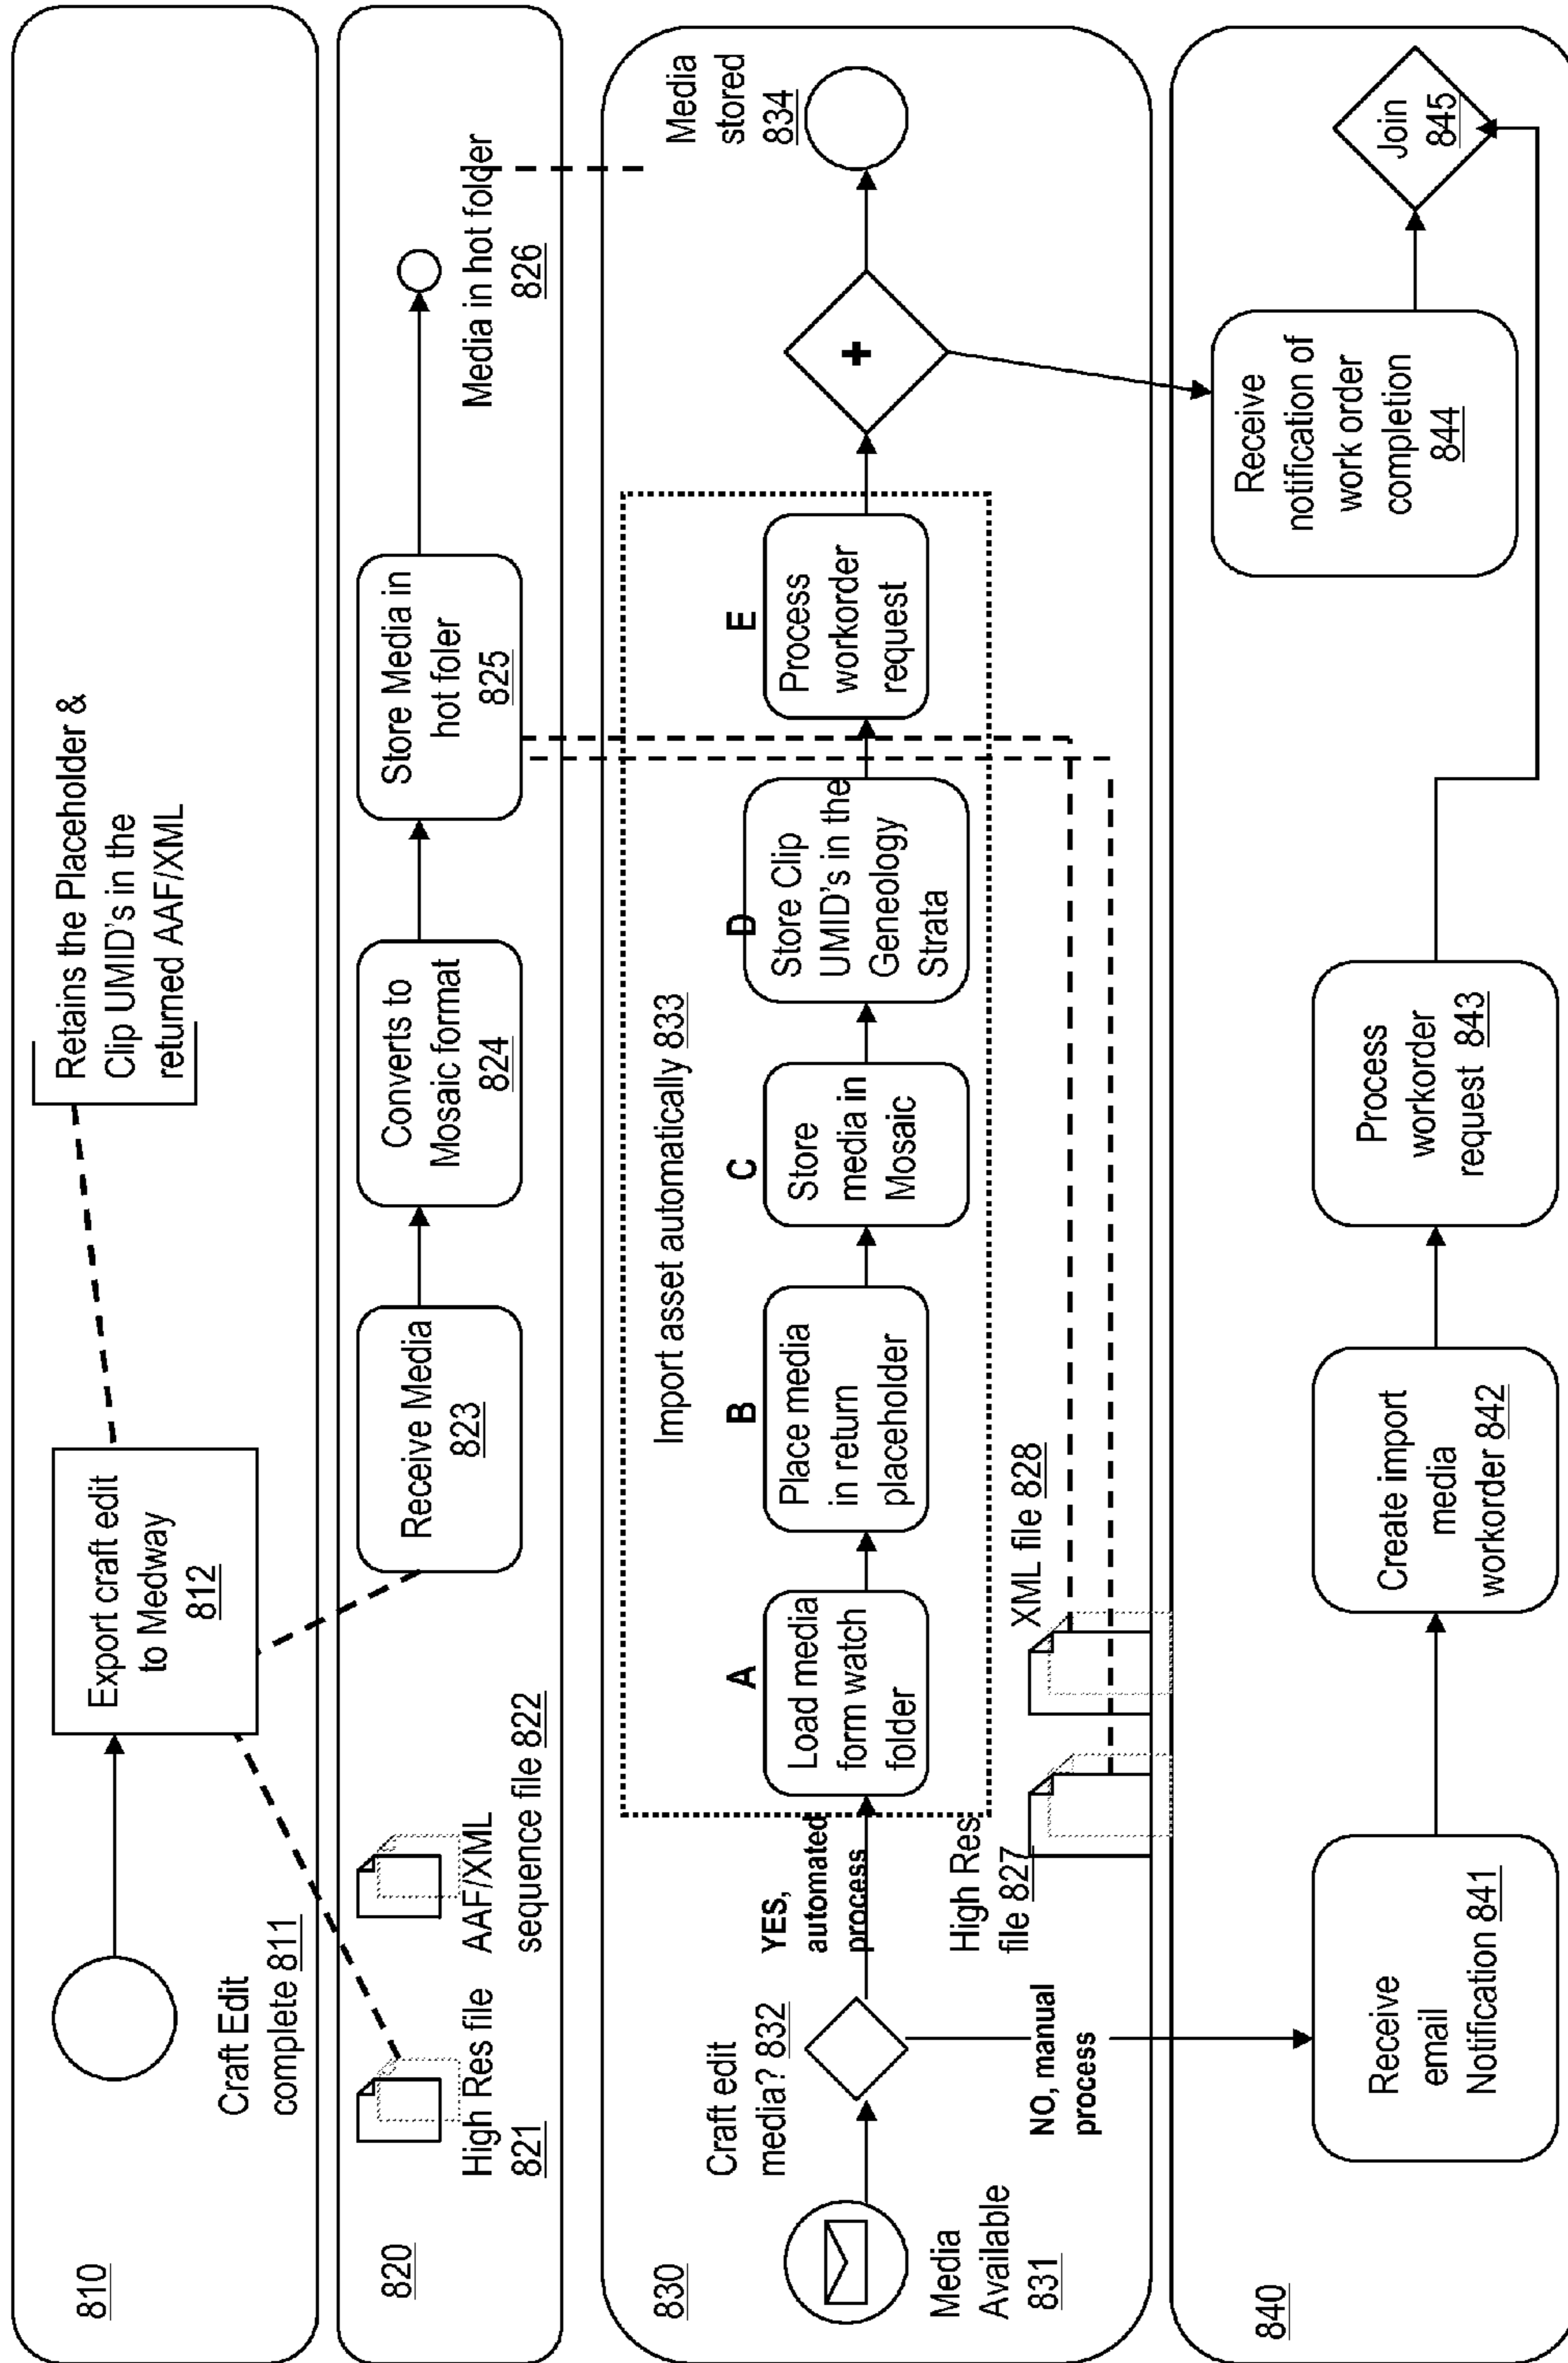 810
Craft Edit
complete 811
Export craft edit
to Medway
812
Retains the Placeholder &
Clip UMID's in the
returned AAF/XML
820
High Res file
821
AAF/XML
sequence file 822
Receive Media
823
Converts to
Mosaic format
824
Store Media in
hot foler
825
Media in hot folder
826
830
Media
Available
831
Craft edit
media? 832
YES,
automated
process
NO, manual
process
Import asset automatically 833
A
Load media
form watch
folder
B
Place media
in return
placeholder
C
Store
media in
Mosaic
D
Store Clip
UMID's in the
Geneology
Strata
E
Process
workorder
request
+
Media
stored
834
High Res
file 827
XML file 828
840
Receive
email
Notification 841
Create import
media
workorder 842
Process
workorder
request 843
Receive
notification of
work order
completion
844
Join
845